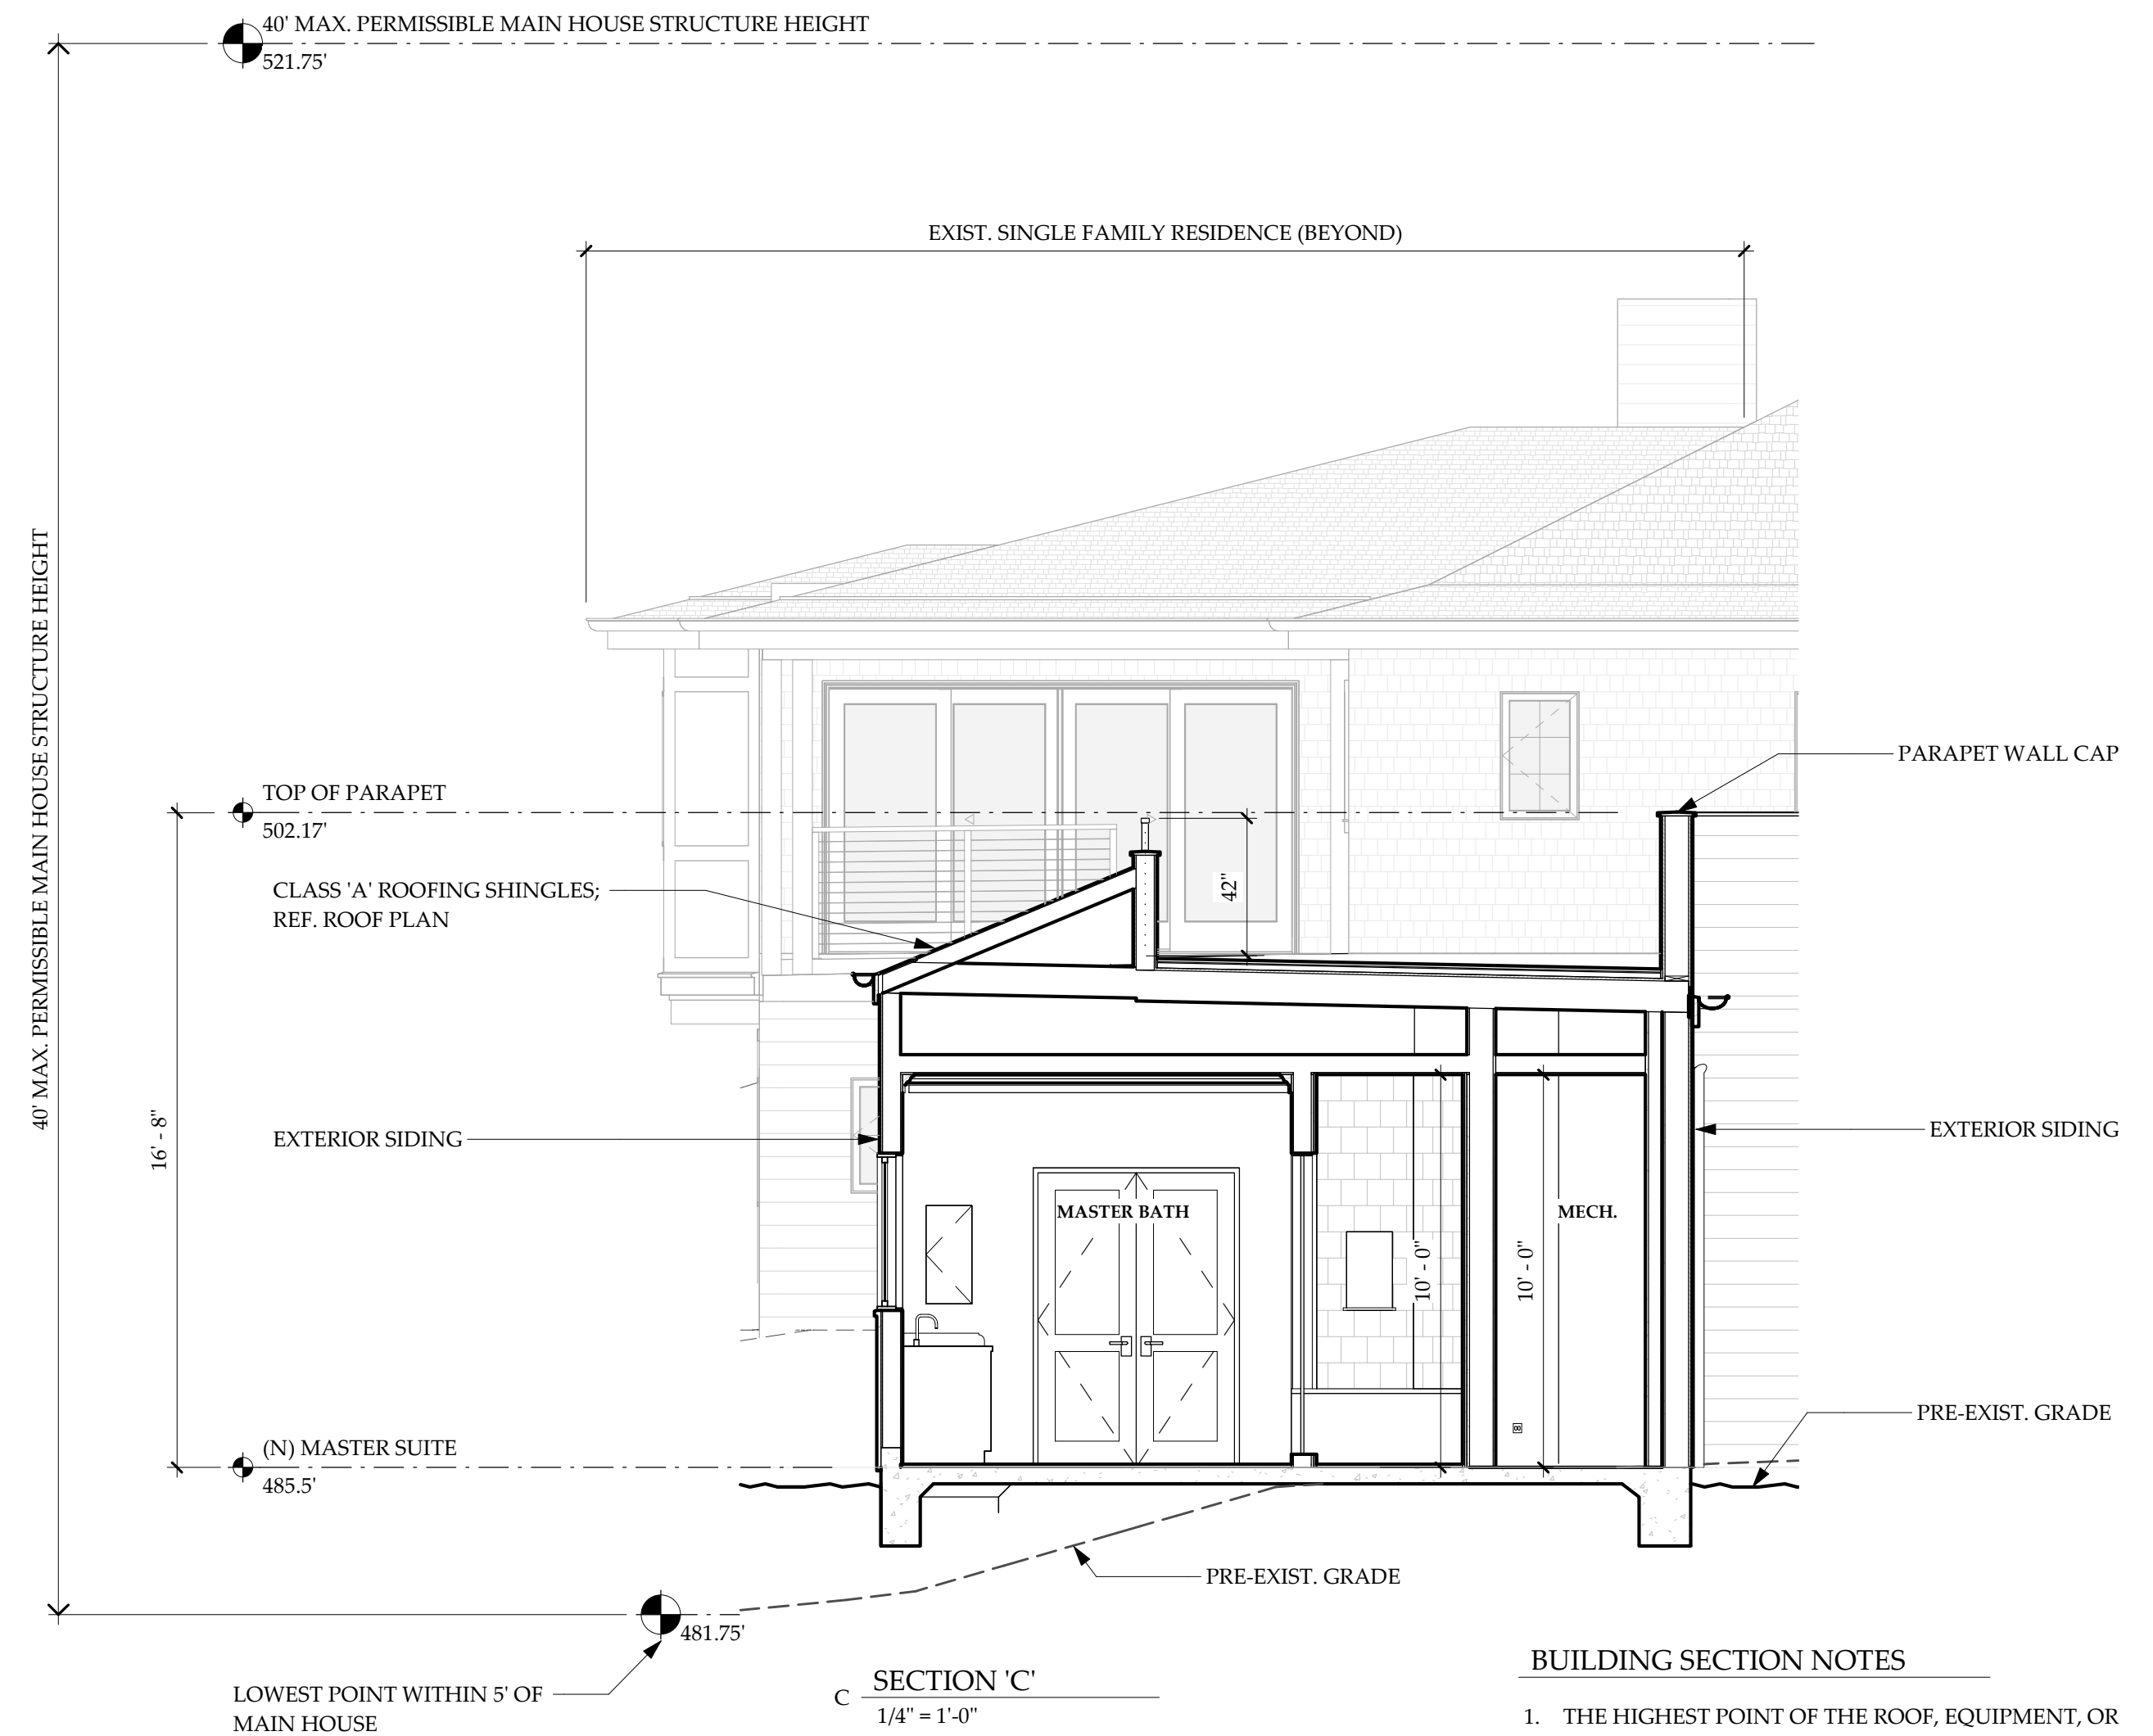 40' MAX. PERMISSIBLE MAIN HOUSE STRUCTURE HEIGHT
521.75'
EXIST. SINGLE FAMILY RESIDENCE (BEYOND)
40' MAX. PERMISSIBLE MAIN HOUSE STRUCTURE HEIGHT
PARAPET WALL CAP
TOP OF PARAPET
502.17'
42"
CLASS 'A' ROOFING SHINGLES;
REF. ROOF PLAN
16' - 8"
EXTERIOR SIDING
EXTERIOR SIDING
MASTER BATH
MECH.
10' - 0"
10' - 0"
PRE-EXIST. GRADE
(N) MASTER SUITE
485.5'
PRE-EXIST. GRADE
481.75'
LOWEST POINT WITHIN 5' OF
MAIN HOUSE
C
SECTION 'C'
1/4" = 1'-0"
BUILDING SECTION NOTES
1. THE HIGHEST POINT OF THE ROOF, EQUIPMENT, OR